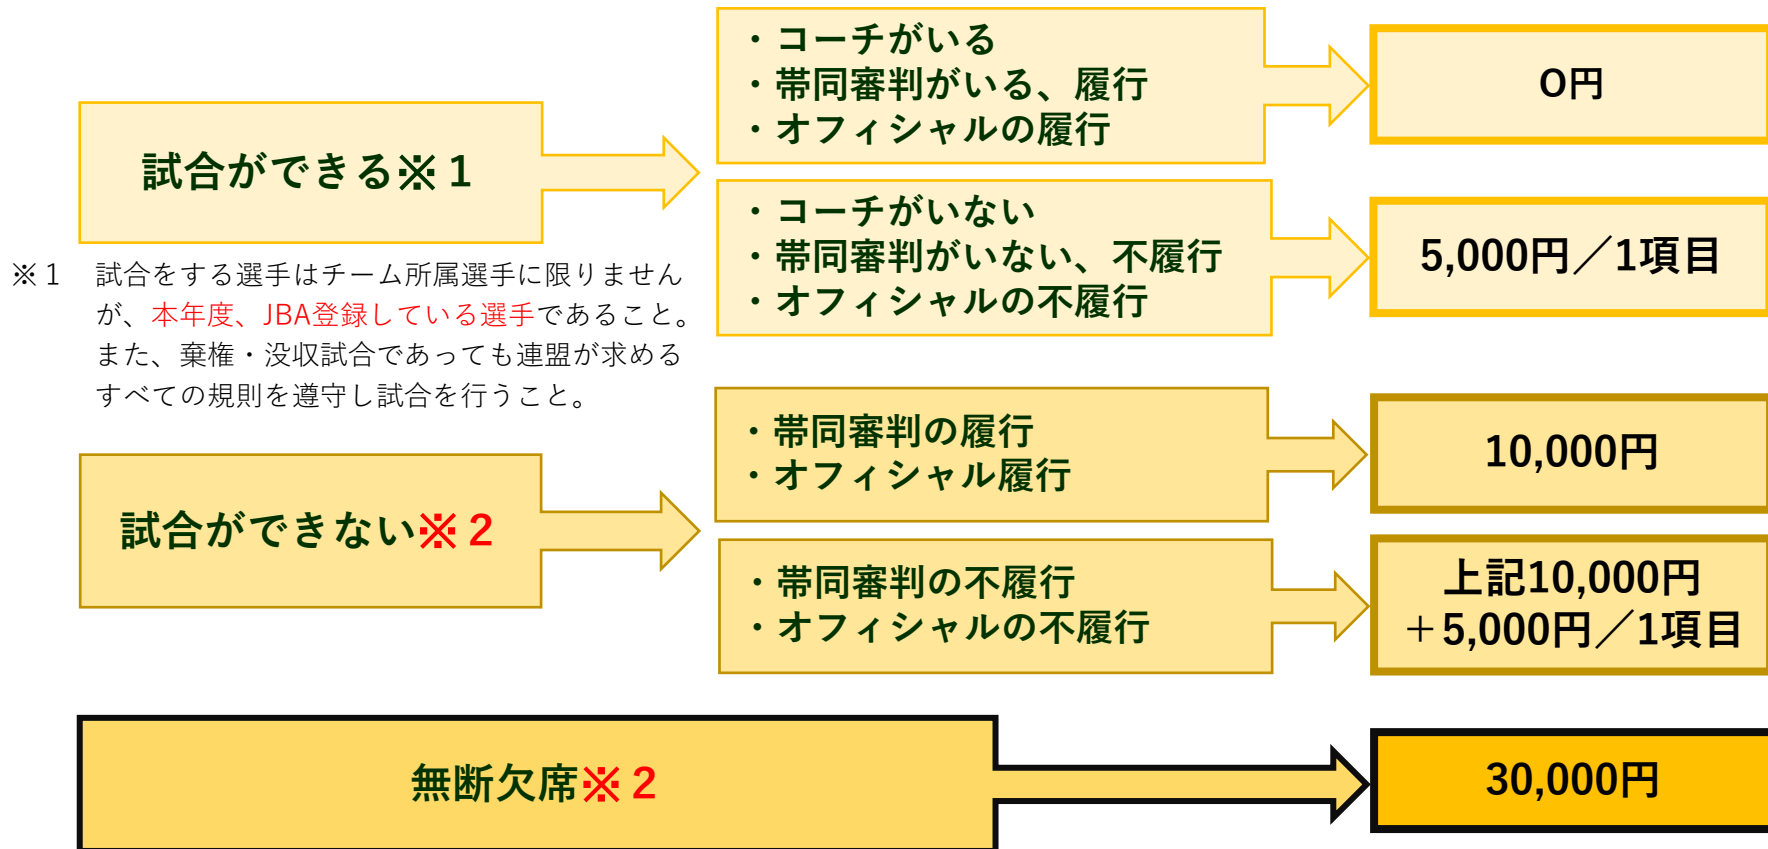 ・コーチがいる
・帯同審判がいる、履行
・オフィシャルの履行
0円
試合ができる※1
・コーチがいない
・帯同審判がいない、不履行
・オフィシャルの不履行
5,000円／1項目
※1 試合をする選手はチーム所属選手に限りません
が、本年度、JBA登録している選手であること。
また、棄権・没収試合であっても連盟が求める
すべての規則を遵守し試合を行うこと。
・帯同審判の履行
・オフィシャル履行
10,000円
試合ができない※2
・帯同審判の不履行
・オフィシャルの不履行
上記10,000円
＋5,000円／1項目
無断欠席※2
30,000円